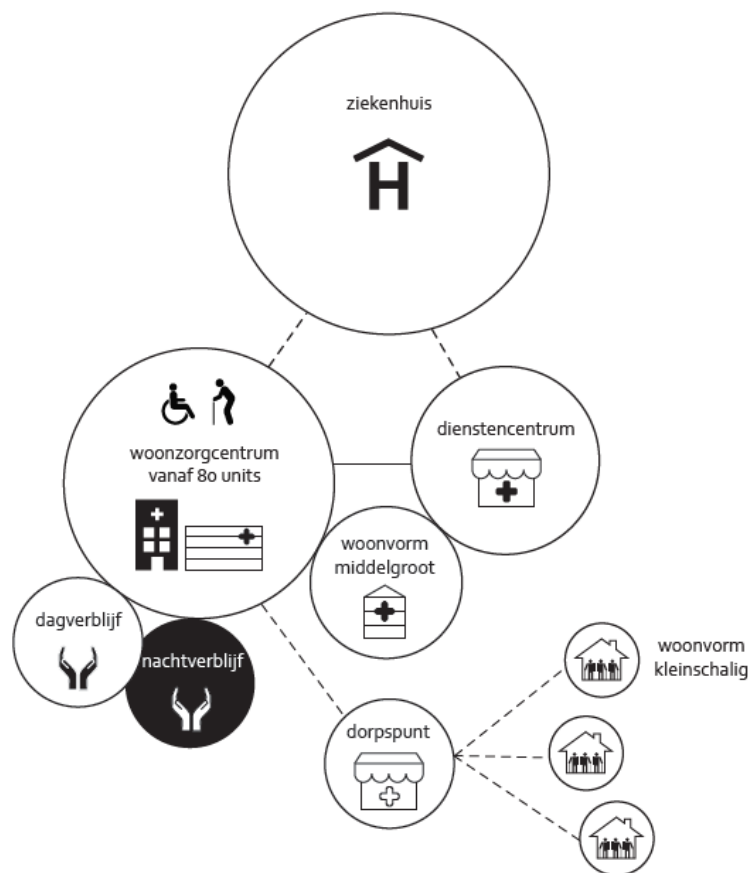 ziekenhuis
H
woonzorgcentrum
vanaf 80 units
dienstencentrum
woonvorm
middelgroot
dagverblijf
nachtverblijf
dorpspunt
woonvorm
kleinschalig